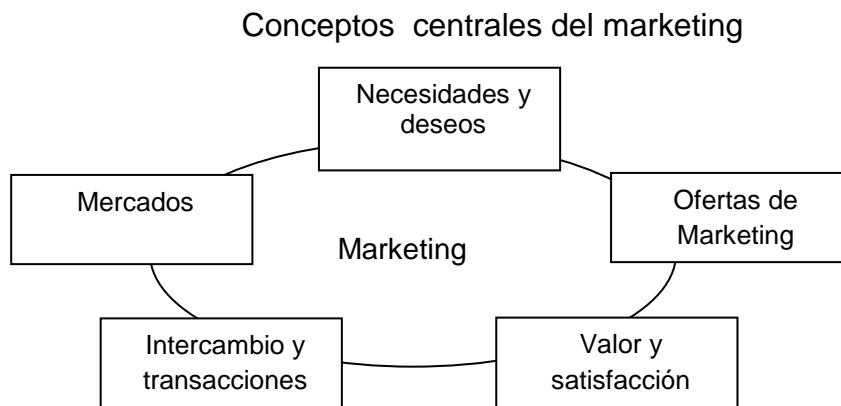 Conceptos  centrales del marketing
Necesidades y
deseos
Mercados
Ofertas de
Marketing
Marketing
Intercambio y
transacciones
Valor y
satisfacción